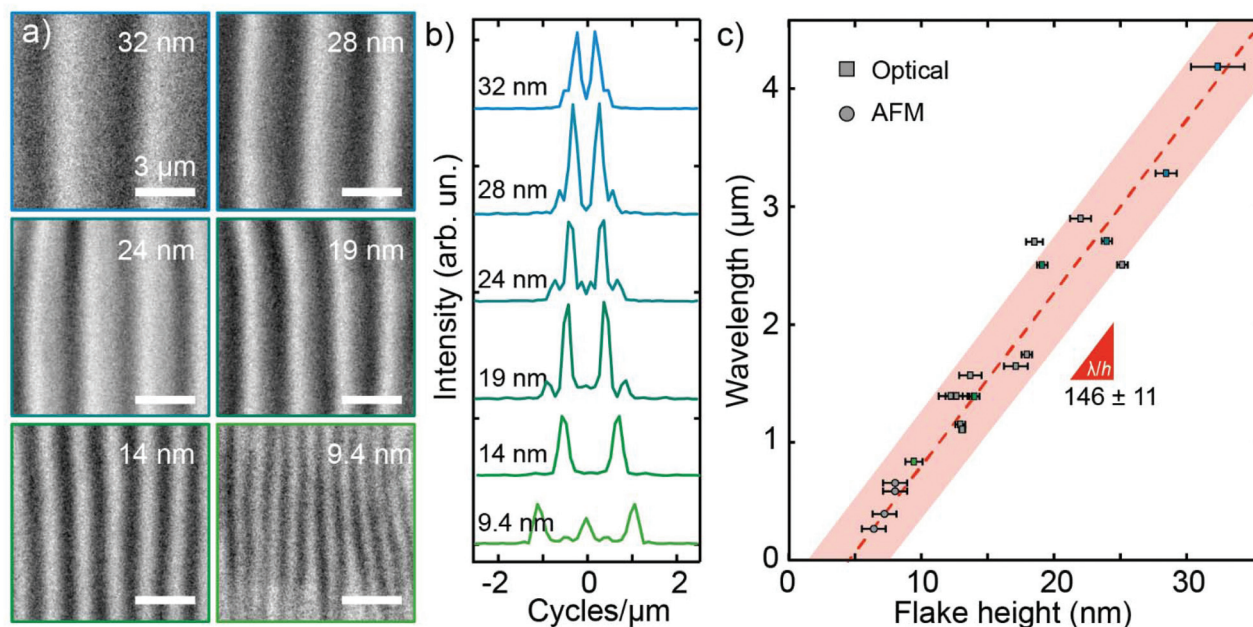 a)
32 nm
3 µm
28 nm
24 nm
19 nm
14 nm
9.4 nm
b)
Intensity (arb. un.)
32 nm
28 nm
24 nm
19 nm
14 nm
9.4 nm
-2
0
2
Cycles/µm
c)
Optical
AFM
Wavelength (µm)
4
3
2
1
0
λ/h
146 ± 11
0
10
20
30
Flake height (nm)